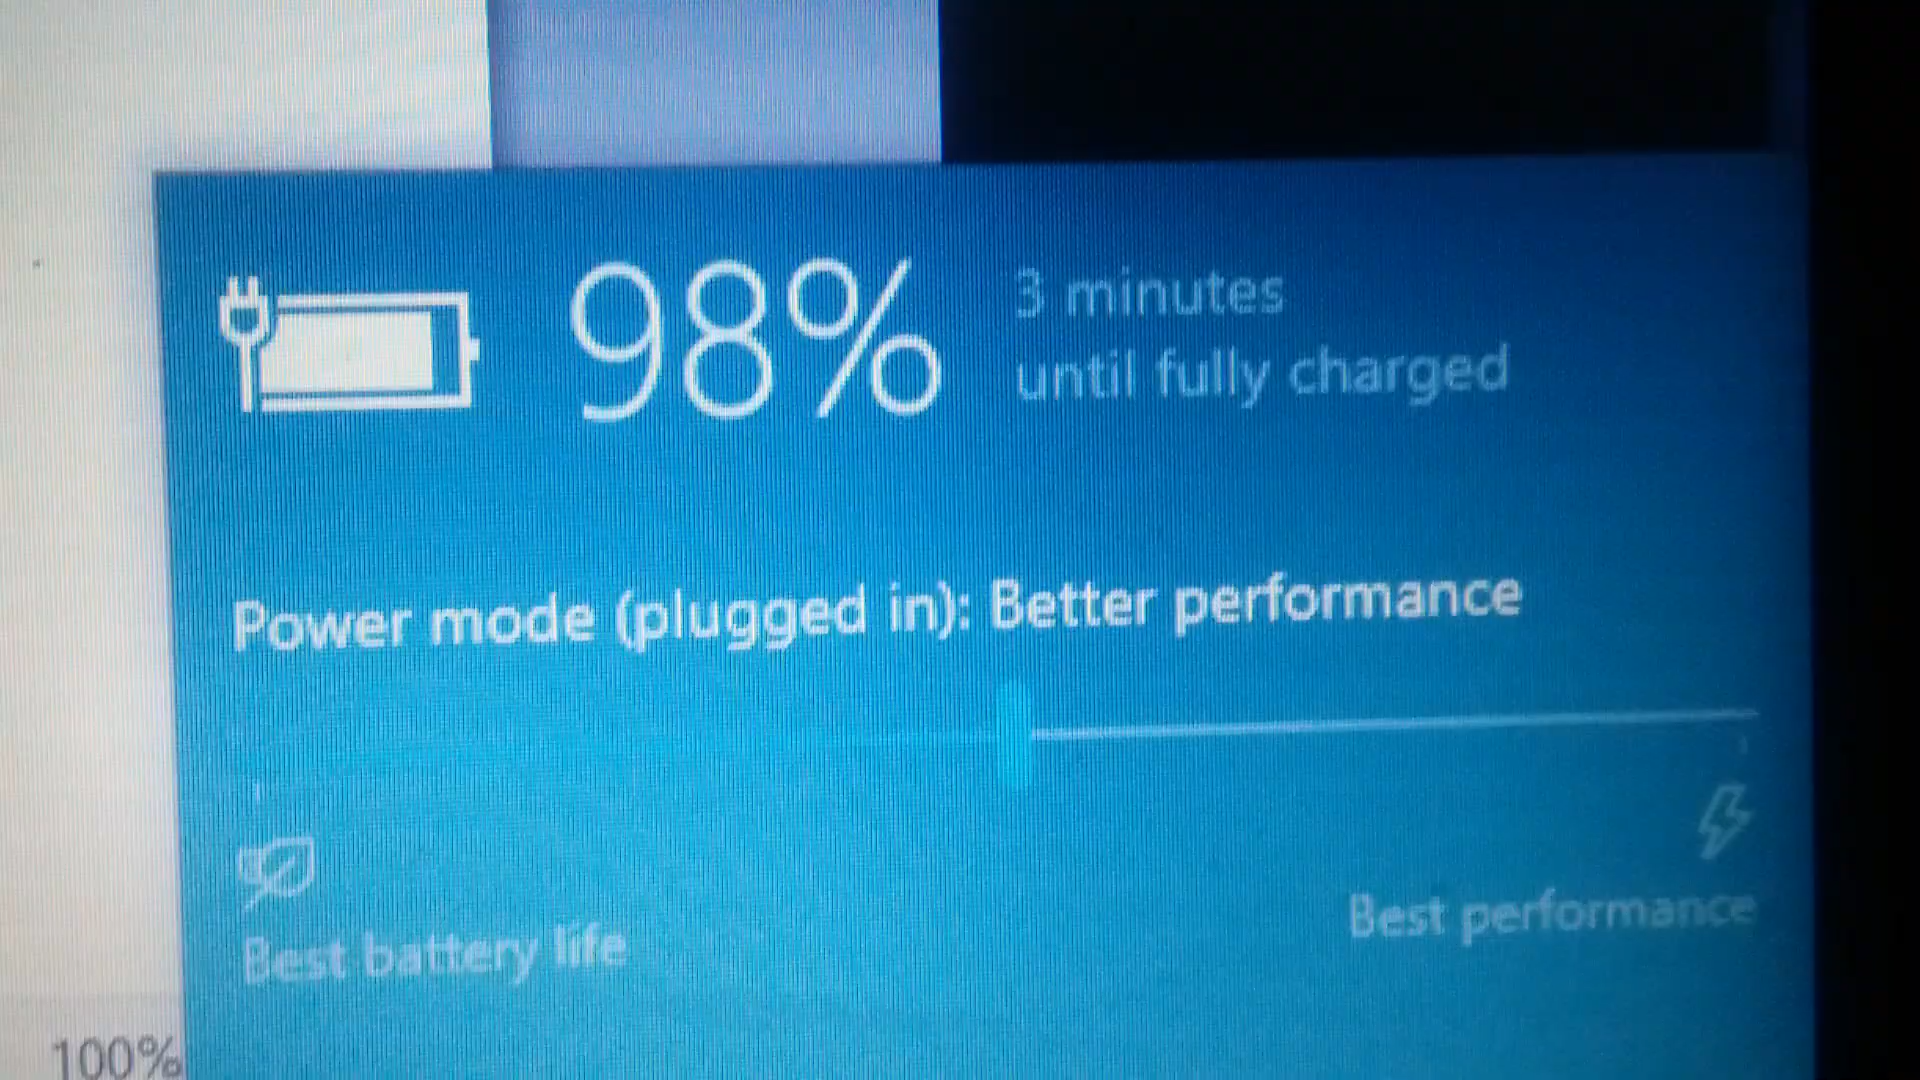 98%
3 minutes
until fully charged
Power mode (plugged in): Better performance
Best battery life
Best performance
100%